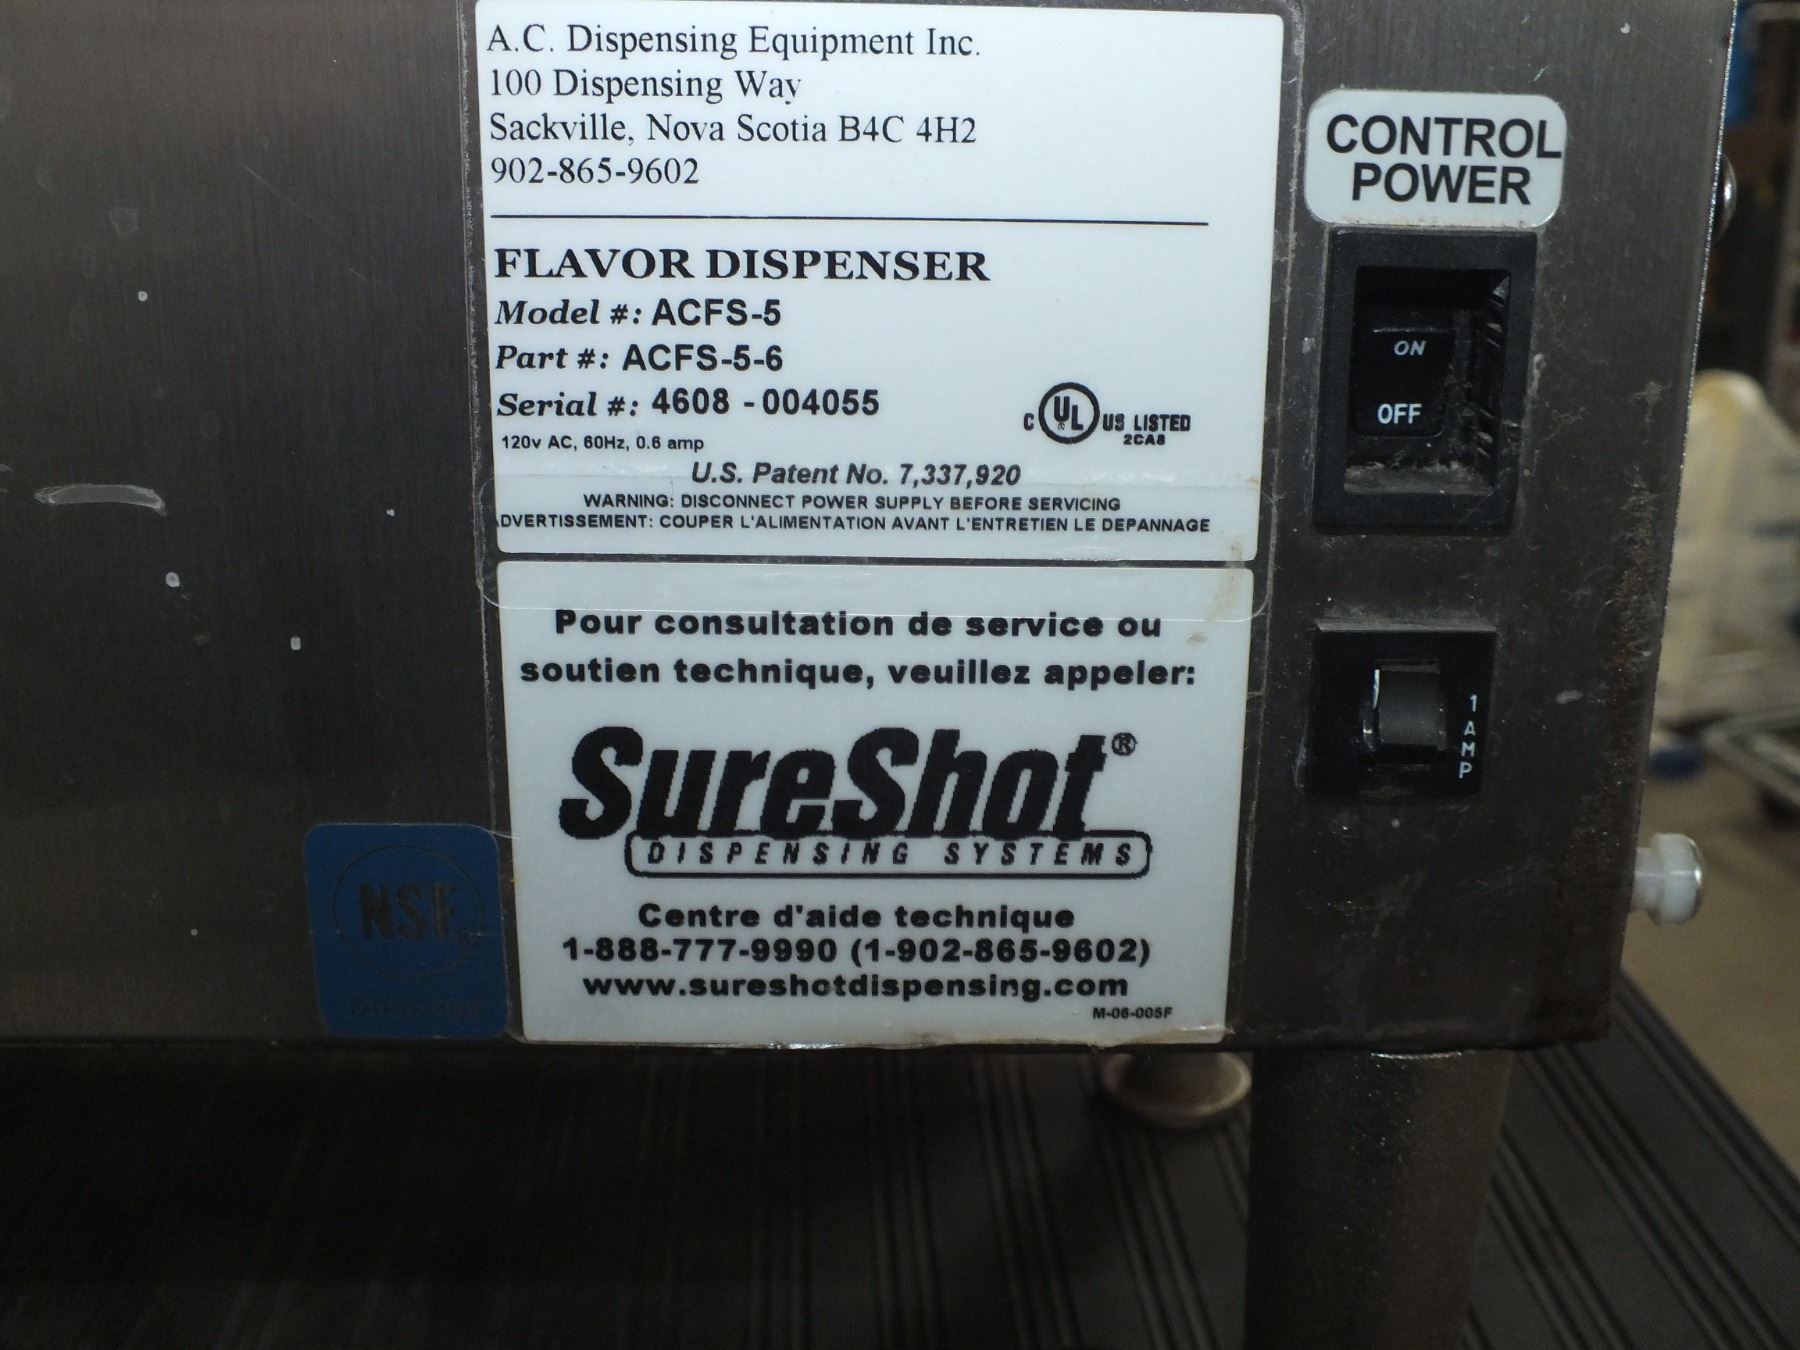 A.C. Dispensing Equipment Inc.
100 Dispensing Way
Sackville, Nova Scotia B4C 4H2
902-865-9602
FLAVOR DISPENSER
Model #: ACFS-5
Part #: ACFS-5-6
Serial #: 4608 - 004055
120v AC, 60Hz, 0.6 amp
C UL US LISTED
2CA8
U.S. Patent No. 7,337,920
WARNING: DISCONNECT POWER SUPPLY BEFORE SERVICING
ADVERTISSEMENT: COUPER L'ALIMENTATION AVANT L'ENTRETIEN LE DEPANNAGE
Pour consultation de service ou
soutien technique, veuillez appeler:
SureShot®
DISPENSING SYSTEMS
Centre d'aide technique
1-888-777-9990 (1-902-865-9602)
www.sureshotdispensing.com
M-06-005F
NSF®
CONTROL
POWER
ON
OFF
1
AMP